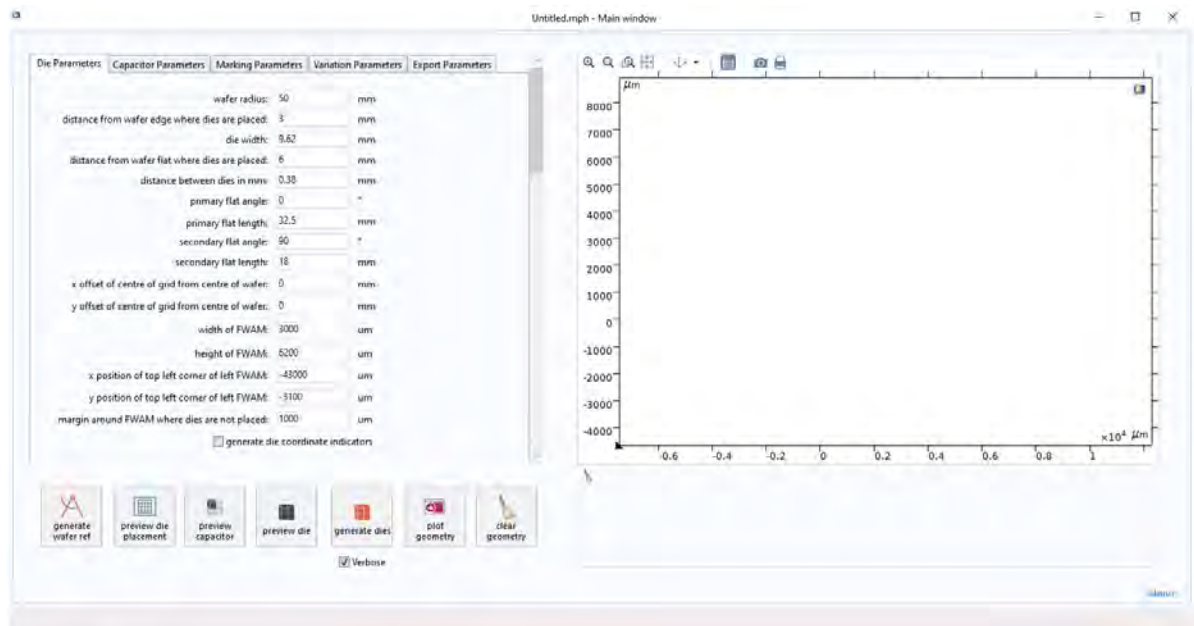 Untitled.mph - Main window
Die Parameters Capacitor Parameters Marking Parameters Variation Parameters Export Parameters
wafer radius: 50 mm
distance from wafer edge where dies are placed: 3 mm
die width: 9.62 mm
distance from wafer flat where dies are placed: 6 mm
distance between dies in mm: 0.38 mm
primary flat angle: 0 °
primary flat length: 32.5 mm
secondary flat angle: 90 °
secondary flat length: 18 mm
x offset of centre of grid from centre of wafer: 0 mm
y offset of centre of grid from centre of wafer: 0 mm
width of FWAM: 3000 um
height of FWAM: 6200 um
x position of top left corner of left FWAM: -43000 um
y position of top left corner of left FWAM: -3100 um
margin around FWAM where dies are not placed: 1000 um
generate die coordinate indicators
generate wafer ref
preview die placement
preview capacitor
preview die
generate dies
plot geometry
clear geometry
Verbose
μm
8000
7000
6000
5000
4000
3000
2000
1000
0
-1000
-2000
-3000
-4000
×10⁴ μm
0.6 -0.4 -0.2 0 0.2 0.4 0.6 0.8 1